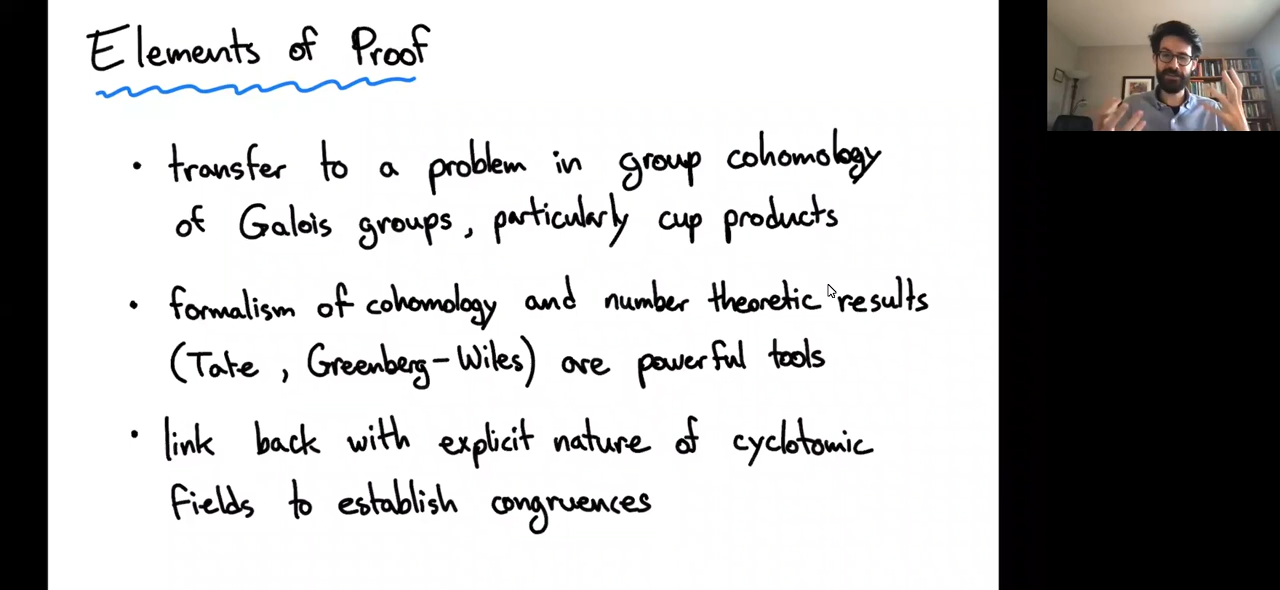 Elements of Proof
• transfer to a problem in group cohomology
of Galois groups, particularly cup products
• formalism of cohomology and number theoretic results
(Tate, Greenberg-Wiles) are powerful tools
• link back with explicit nature of cyclotomic
fields to establish congruences